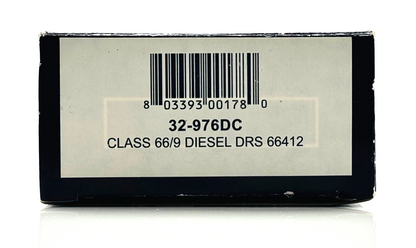 8 03393 00178 0
32-976DC
CLASS 66/9 DIESEL DRS 66412